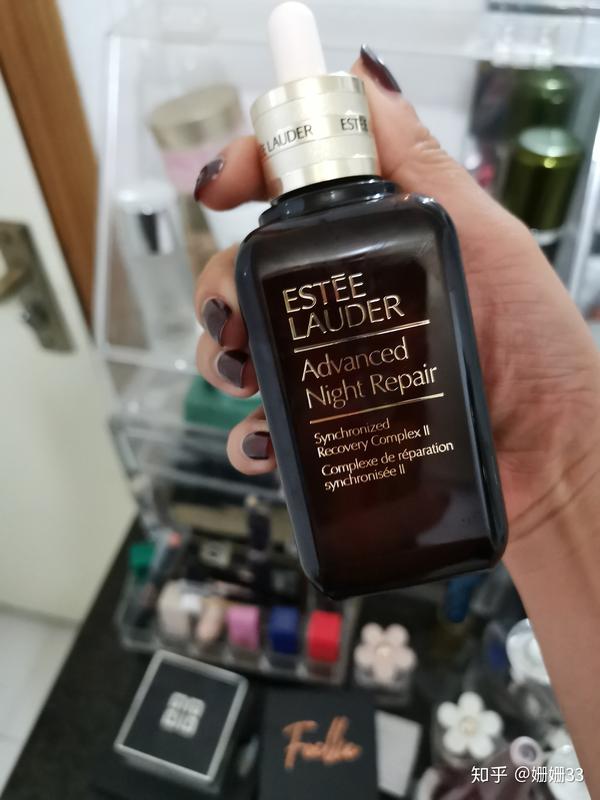 LAUDER ESTĒE
ESTĒE
LAUDER
Advanced
Night Repair
Synchronized
Recovery Complex II
Complexe de réparation
synchronisée II
知乎 @姗姗33